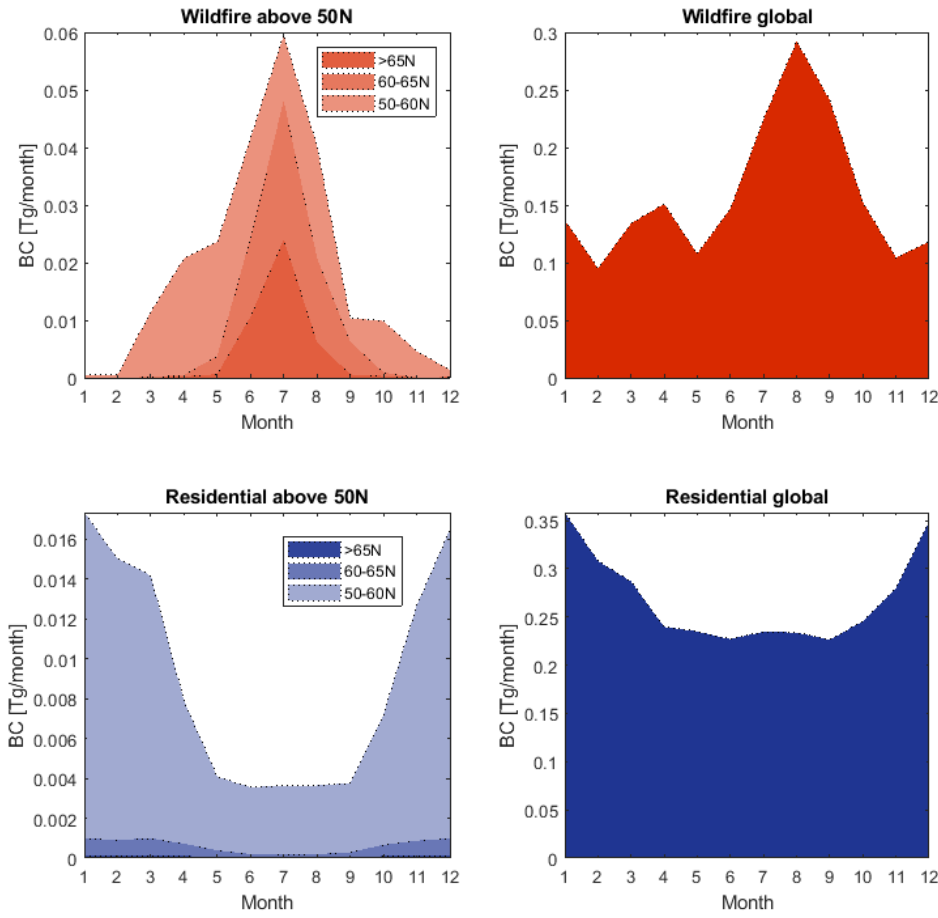 Wildfire above 50N
0.06
0.05
0.04
0.03
0.02
0.01
0
BC [Tg/month]
>65N
60-65N
50-60N
1 2 3 4 5 6 7 8 9 10 11 12
Month
Wildfire global
0.3
0.25
0.2
0.15
0.1
0.05
0
BC [Tg/month]
1 2 3 4 5 6 7 8 9 10 11 12
Month
Residential above 50N
0.016
0.014
0.012
0.01
0.008
0.006
0.004
0.002
0
BC [Tg/month]
>65N
60-65N
50-60N
1 2 3 4 5 6 7 8 9 10 11 12
Month
Residential global
0.35
0.3
0.25
0.2
0.15
0.1
0.05
0
BC [Tg/month]
1 2 3 4 5 6 7 8 9 10 11 12
Month